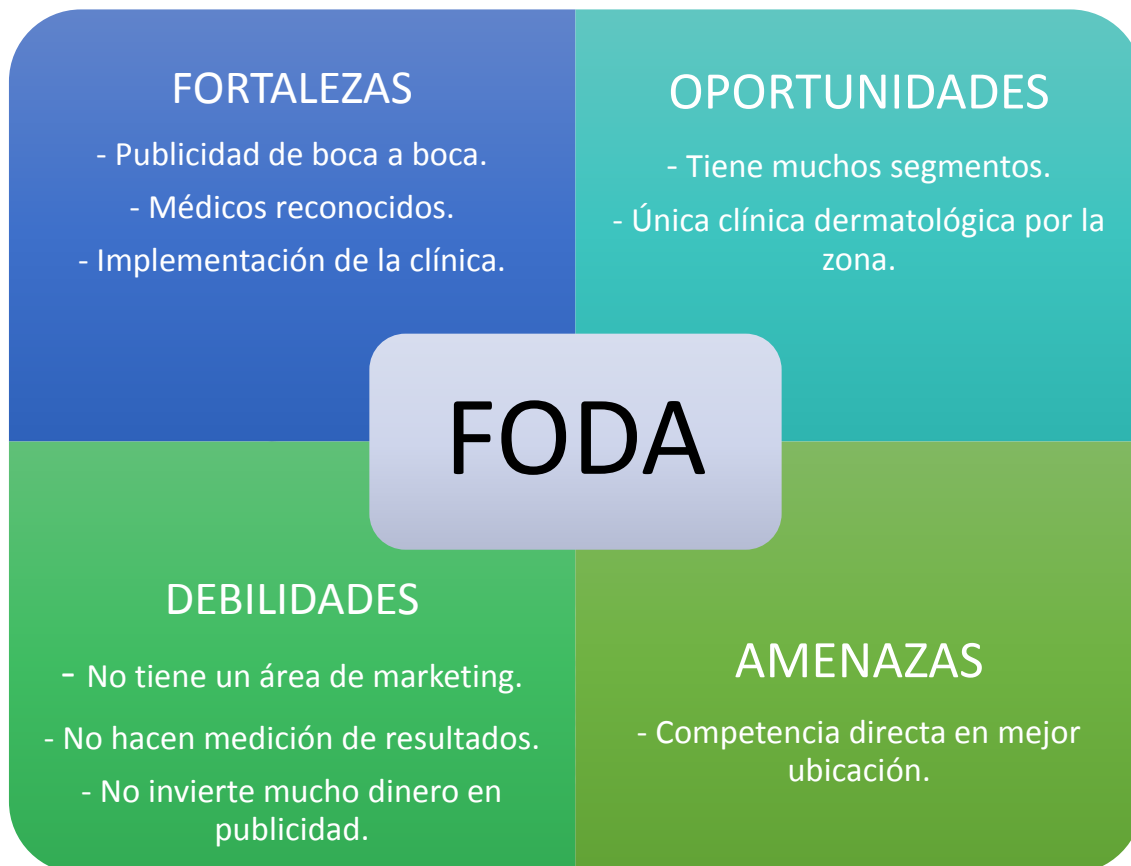 FORTALEZAS
- Publicidad de boca a boca.
- Médicos reconocidos.
- Implementación de la clínica.
OPORTUNIDADES
- Tiene muchos segmentos.
- Única clínica dermatológica por la
zona.
FODA
DEBILIDADES
- No tiene un área de marketing.
- No hacen medición de resultados.
- No invierte mucho dinero en
publicidad.
AMENAZAS
- Competencia directa en mejor
ubicación.